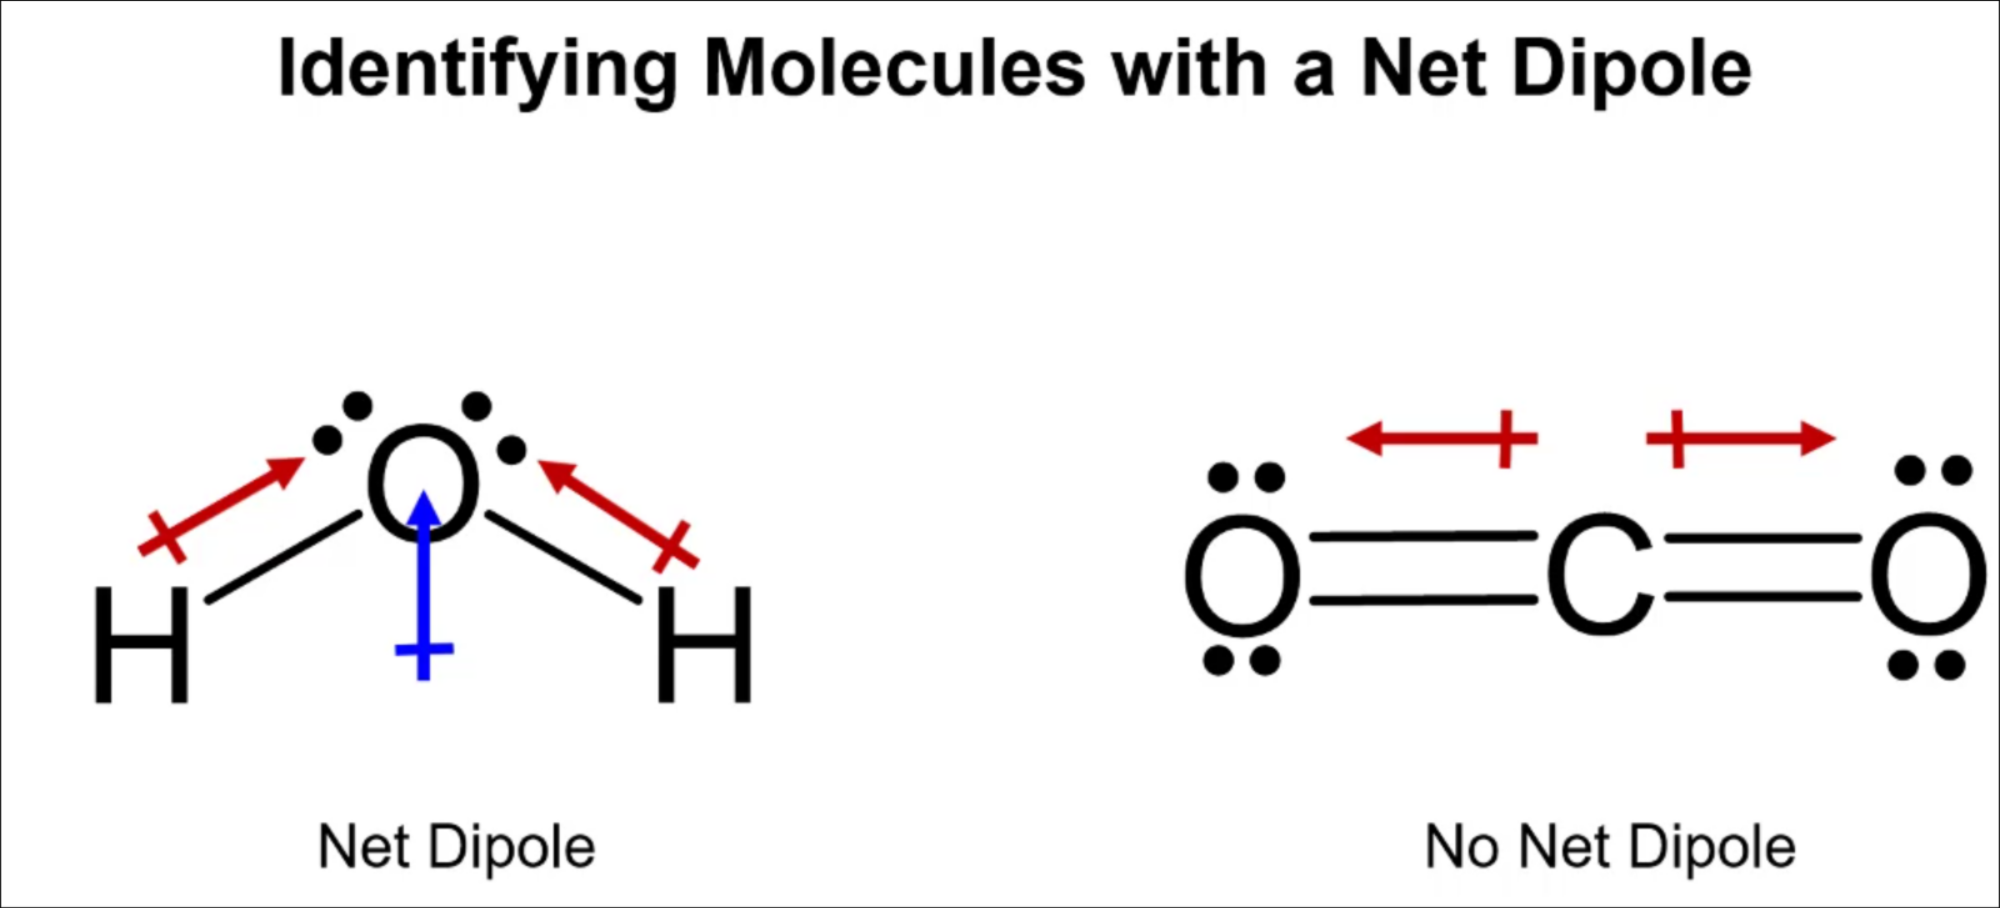 Identifying Molecules with a Net Dipole
O
H H
O C O
Net Dipole No Net Dipole